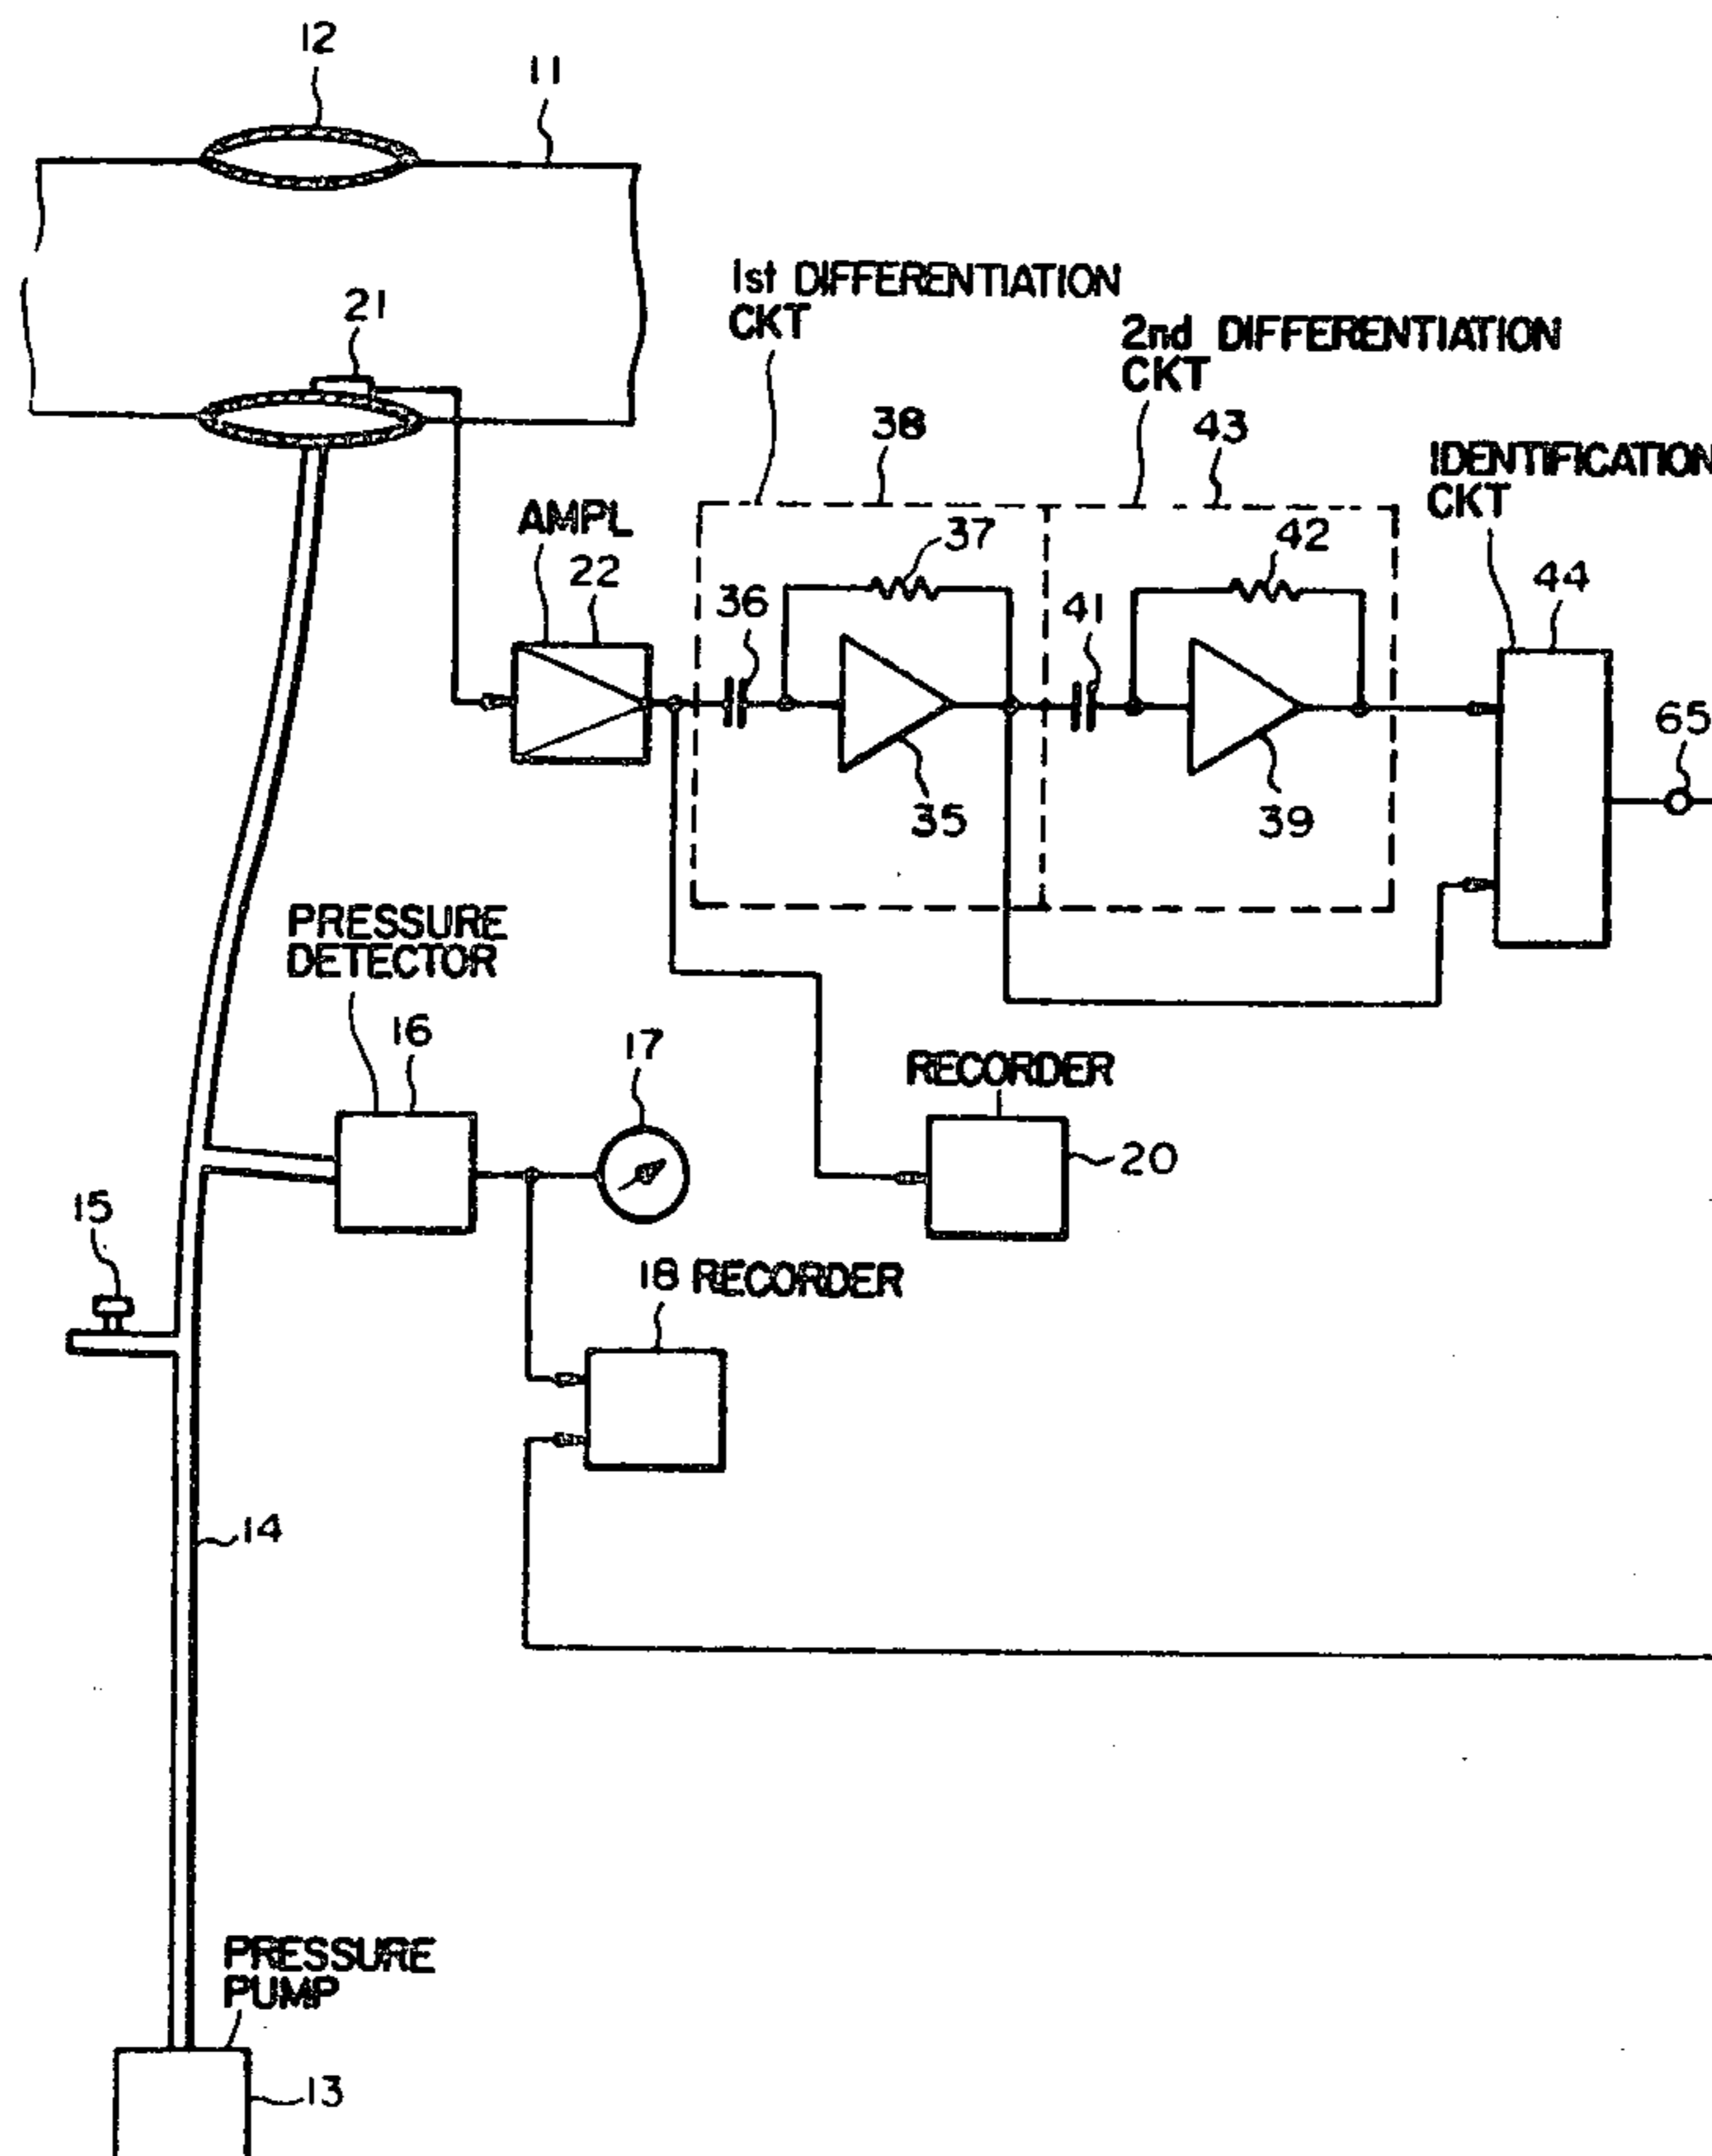 12
11
1st DIFFERENTIATION
CKT
21
2nd DIFFERENTIATION
CKT
38
43
IDENTIFICATION
CKT
AMPL
22
37
42
44
36
41
65
35
39
PRESSURE
DETECTOR
16
17
RECORDER
20
15
18 RECORDER
14
PRESSURE
PUMP
13